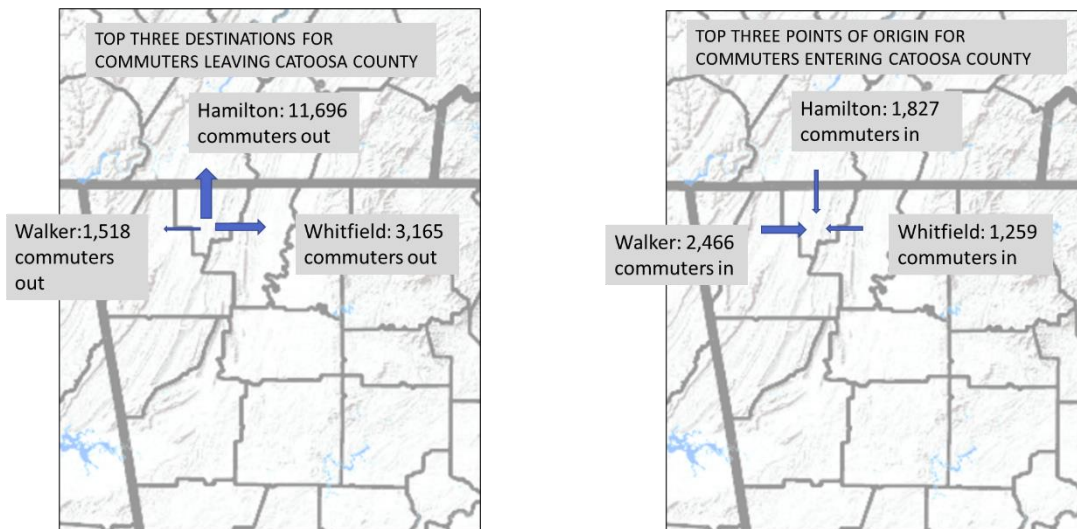 TOP THREE DESTINATIONS FOR
COMMUTERS LEAVING CATOOSA COUNTY
Hamilton: 11,696
commuters out
Walker:1,518
commuters
out
Whitfield: 3,165
commuters out
TOP THREE POINTS OF ORIGIN FOR
COMMUTERS ENTERING CATOOSA COUNTY
Hamilton: 1,827
commuters in
Walker: 2,466
commuters in
Whitfield: 1,259
commuters in